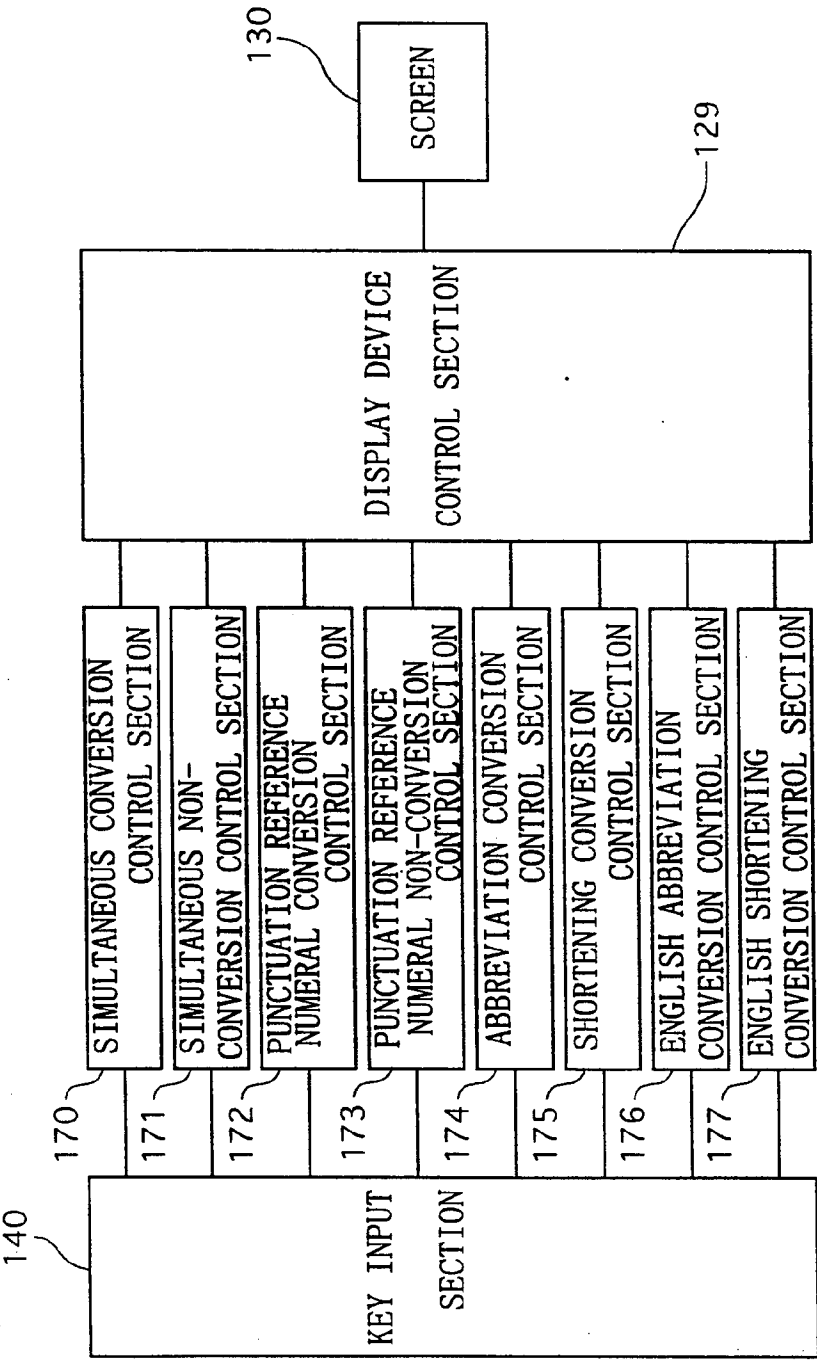 140
KEY INPUT
SECTION
170
SIMULTANEOUS CONVERSION
CONTROL SECTION
171
SIMULTANEOUS NON-
CONVERSION CONTROL SECTION
172
PUNCTUATION REFERENCE
NUMERAL CONVERSION
CONTROL SECTION
173
PUNCTUATION REFERENCE
NUMERAL NON-CONVERSION
CONTROL SECTION
174
ABBREVIATION CONVERSION
CONTROL SECTION
175
SHORTENING CONVERSION
CONTROL SECTION
176
ENGLISH ABBREVIATION
CONVERSION CONTROL SECTION
177
ENGLISH SHORTENING
CONVERSION CONTROL SECTION
DISPLAY DEVICE
CONTROL SECTION
129
130
SCREEN